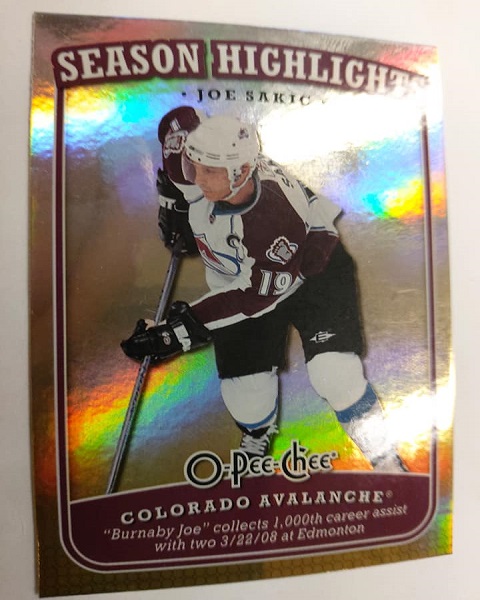 SEASON HIGHLIGHTS
• JOE SAKIC •
19
O-Pee-Chee
COLORADO AVALANCHE®
"Burnaby Joe" collects 1,000th career assist
with two 3/22/08 at Edmonton